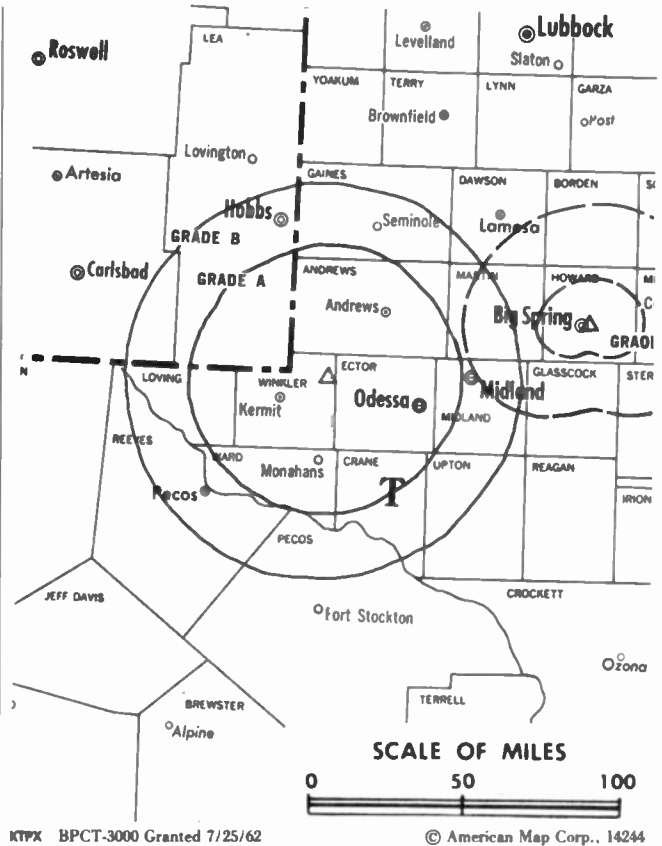 Lubbock
Levelland
LEA
Roswell
Slaton
YOAKUM
TERRY
LYNN
GARZA
Brownfield
Post
Lovington
Artesia
GAINES
DAWSON
BORDEN
SC
Hobbs
Seminole
Lamesa
GRADE B
Carlsbad
GRADE A
ANDREWS
MARTIN
HOWARD
Andrews
Big Spring
GRADE
N
LOVING
WINKLER
ECTOR
GLASSCOCK
STER
Kermit
Odessa
Midland
MIDLAND
REEVES
WARD
Monahans
CRANE
UPTON
REAGAN
Pecos
T
IRION
PECOS
JEFF DAVIS
CROCKETT
Fort Stockton
Ozona
BREWSTER
TERRELL
Alpine
SCALE OF MILES
0 50 100
KTPX BPCT-3000 Granted 7/25/62
© American Map Corp., 14244